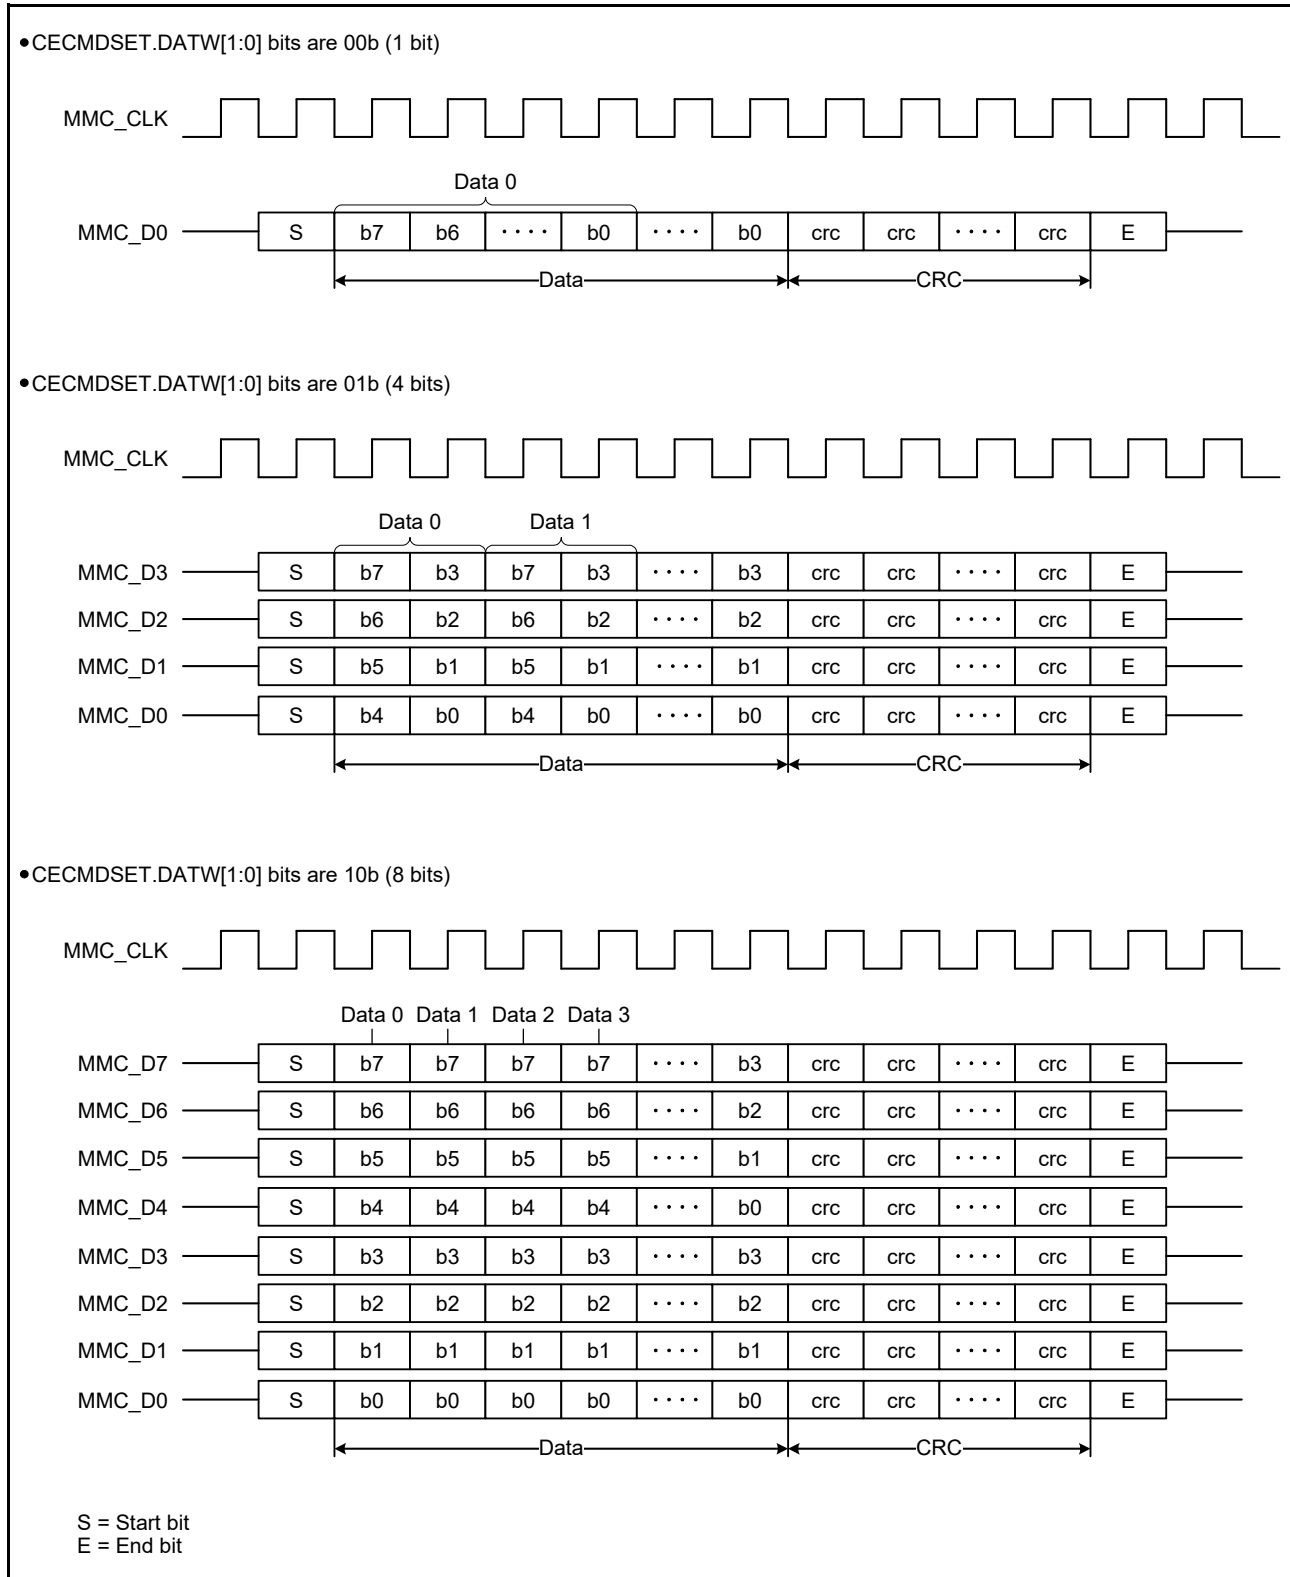 ●CECMDSET.DATW[1:0] bits are 00b (1 bit)
MMC_CLK
Data 0
MMC_D0 S b7 b6 ···· b0 ···· b0 crc crc ···· crc E
Data CRC
●CECMDSET.DATW[1:0] bits are 01b (4 bits)
MMC_CLK
Data 0 Data 1
MMC_D3 S b7 b3 b7 b3 ···· b3 crc crc ···· crc E
MMC_D2 S b6 b2 b6 b2 ···· b2 crc crc ···· crc E
MMC_D1 S b5 b1 b5 b1 ···· b1 crc crc ···· crc E
MMC_D0 S b4 b0 b4 b0 ···· b0 crc crc ···· crc E
Data CRC
●CECMDSET.DATW[1:0] bits are 10b (8 bits)
MMC_CLK
Data 0 Data 1 Data 2 Data 3
MMC_D7 S b7 b7 b7 b7 ···· b3 crc crc ···· crc E
MMC_D6 S b6 b6 b6 b6 ···· b2 crc crc ···· crc E
MMC_D5 S b5 b5 b5 b5 ···· b1 crc crc ···· crc E
MMC_D4 S b4 b4 b4 b4 ···· b0 crc crc ···· crc E
MMC_D3 S b3 b3 b3 b3 ···· b3 crc crc ···· crc E
MMC_D2 S b2 b2 b2 b2 ···· b2 crc crc ···· crc E
MMC_D1 S b1 b1 b1 b1 ···· b1 crc crc ···· crc E
MMC_D0 S b0 b0 b0 b0 ···· b0 crc crc ···· crc E
Data CRC
S = Start bit
E = End bit